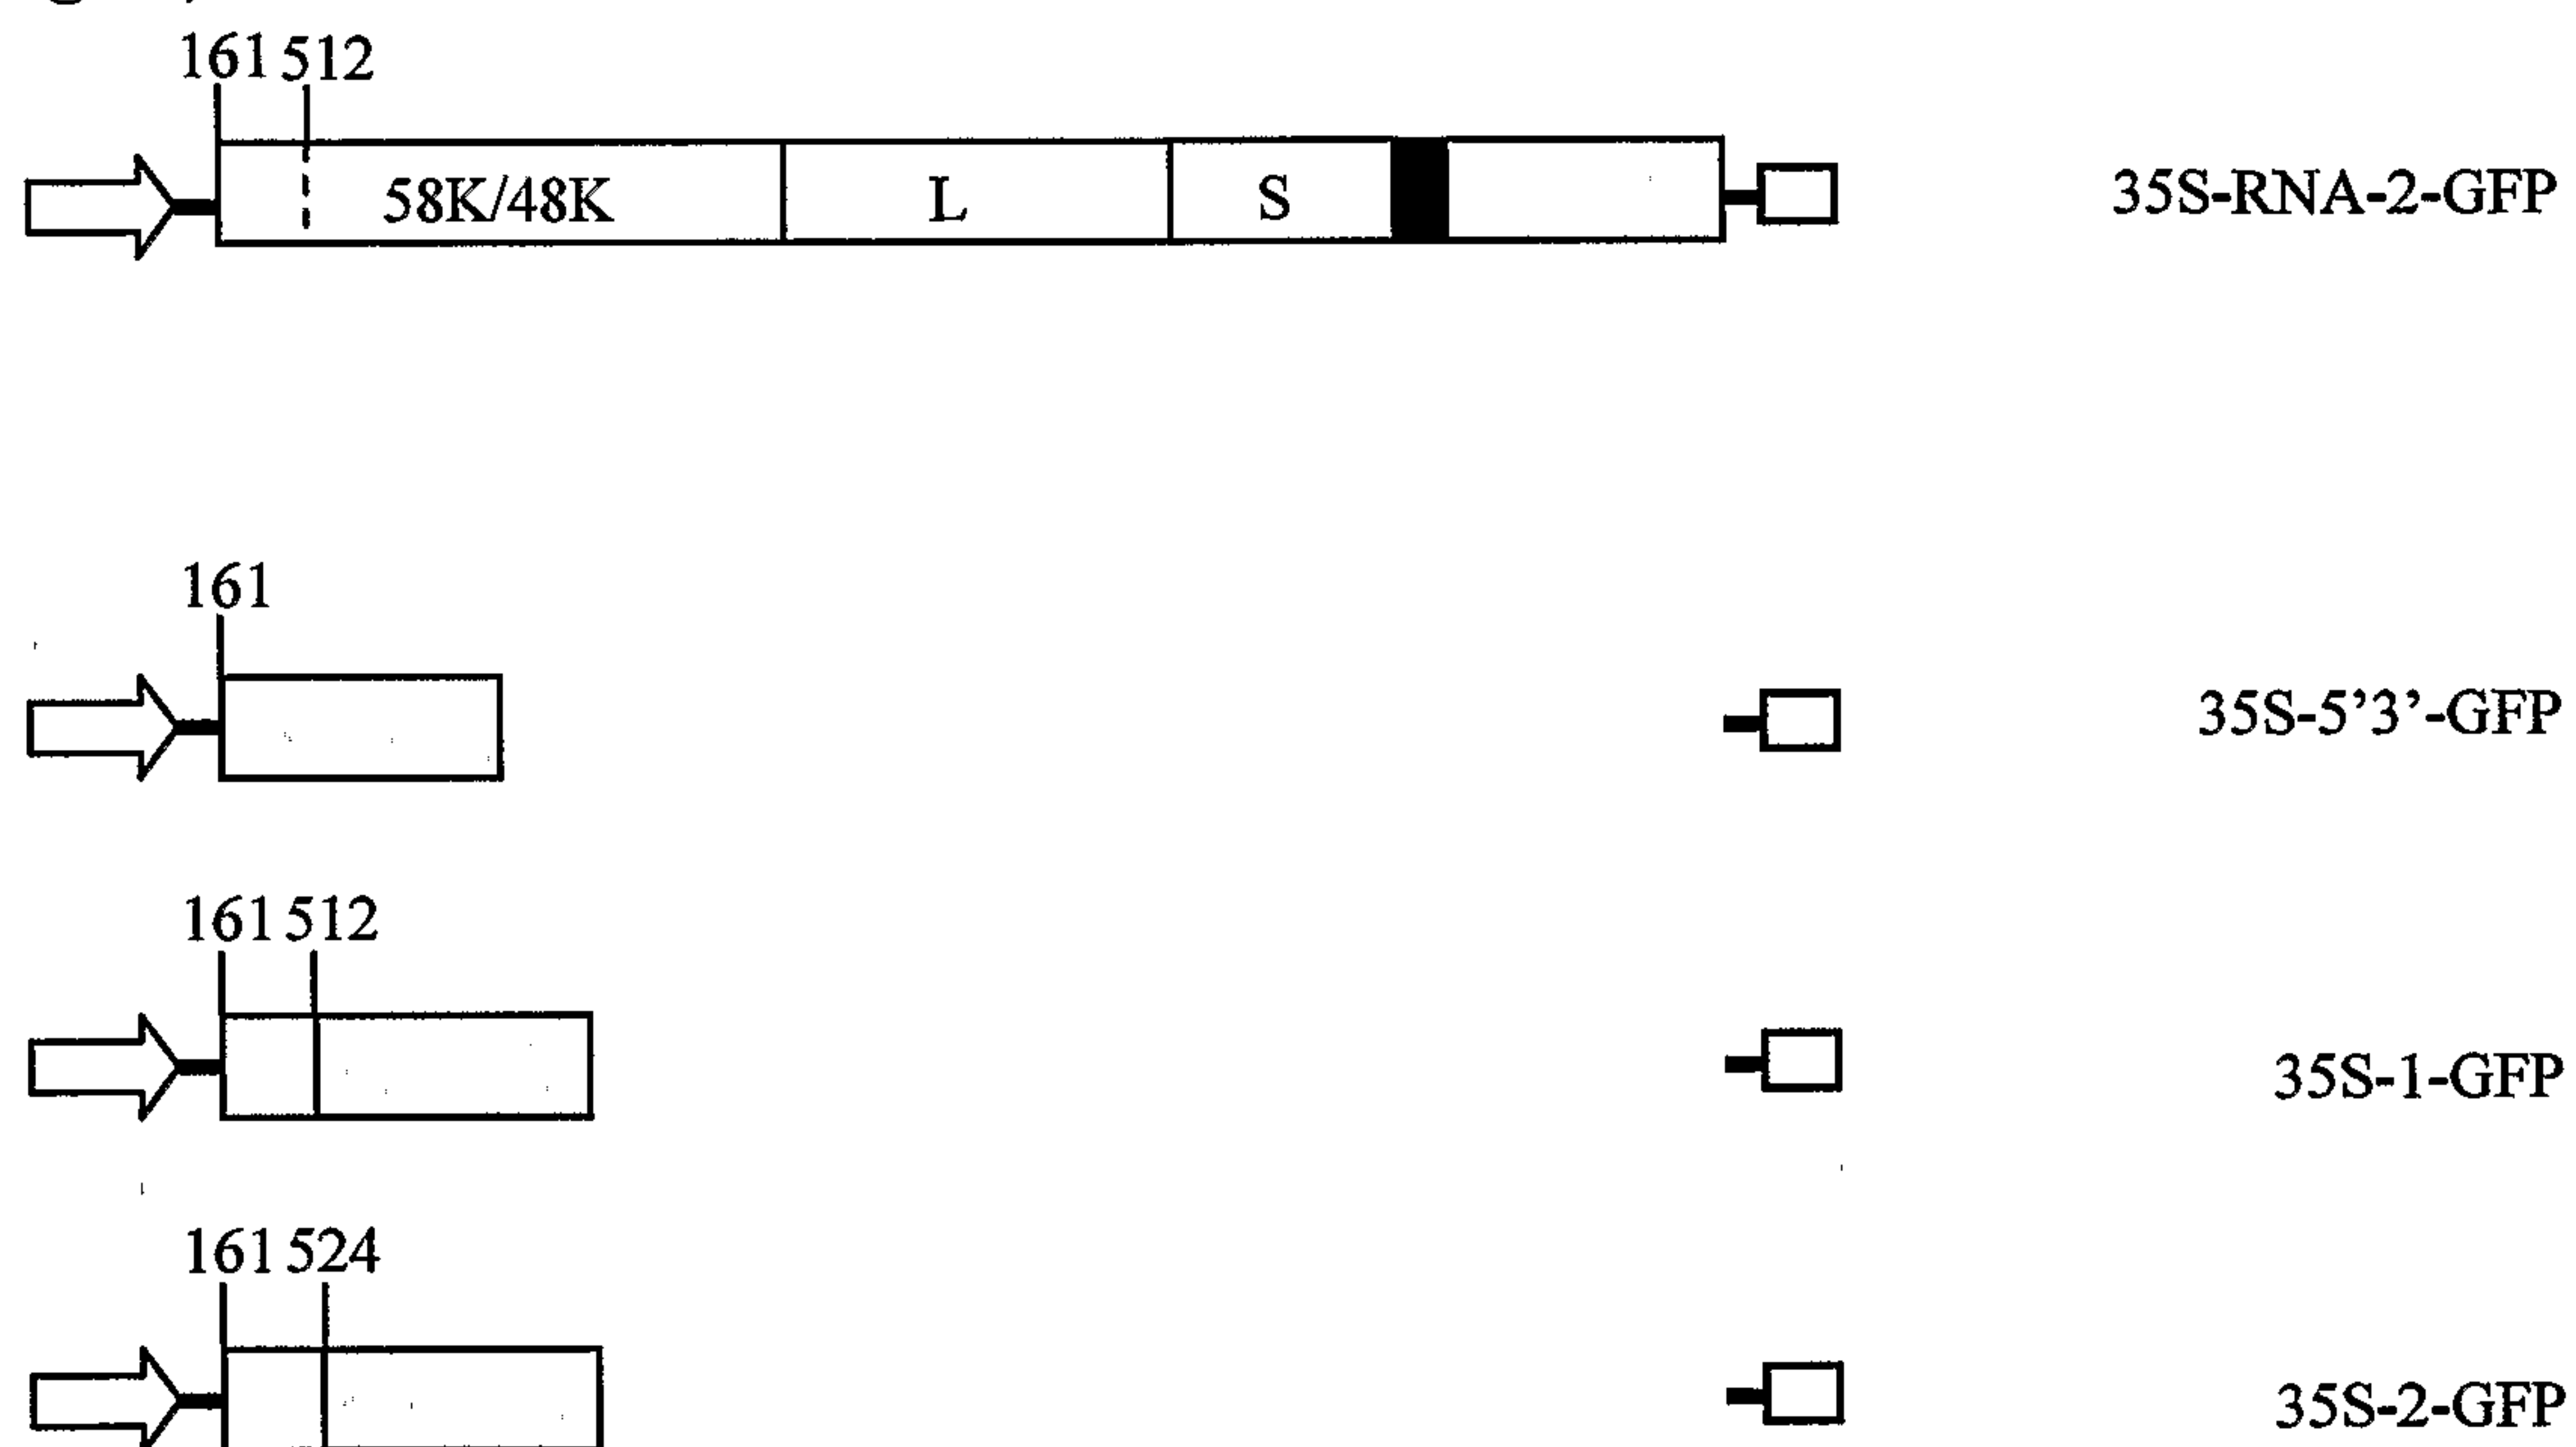 161 512
58K/48K L S 35S-RNA-2-GFP
161
35S-5’3’-GFP
161 512
35S-1-GFP
161 524
35S-2-GFP